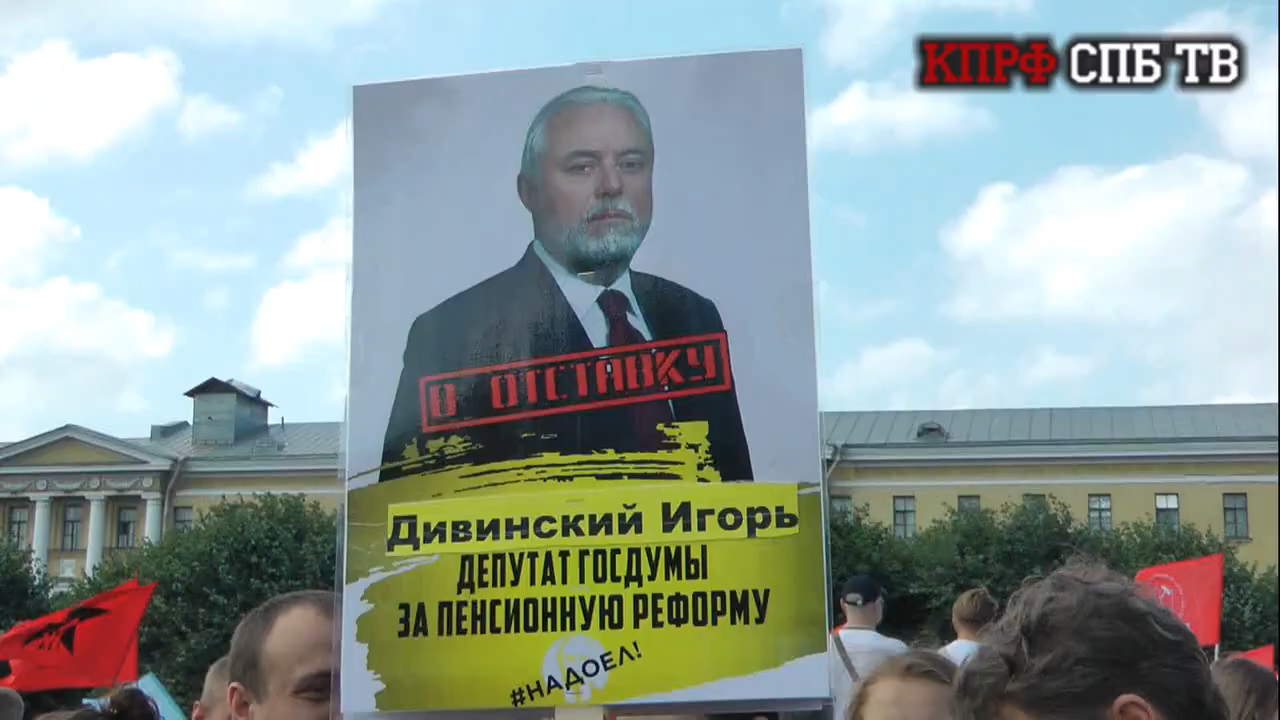 КПРФ СПБ ТВ
В ОТСТАВКУ
Дивинский Игорь
ДЕПУТАТ ГОСДУМЫ
ЗА ПЕНСИОННУЮ РЕФОРМУ
#НАДОЕЛ!